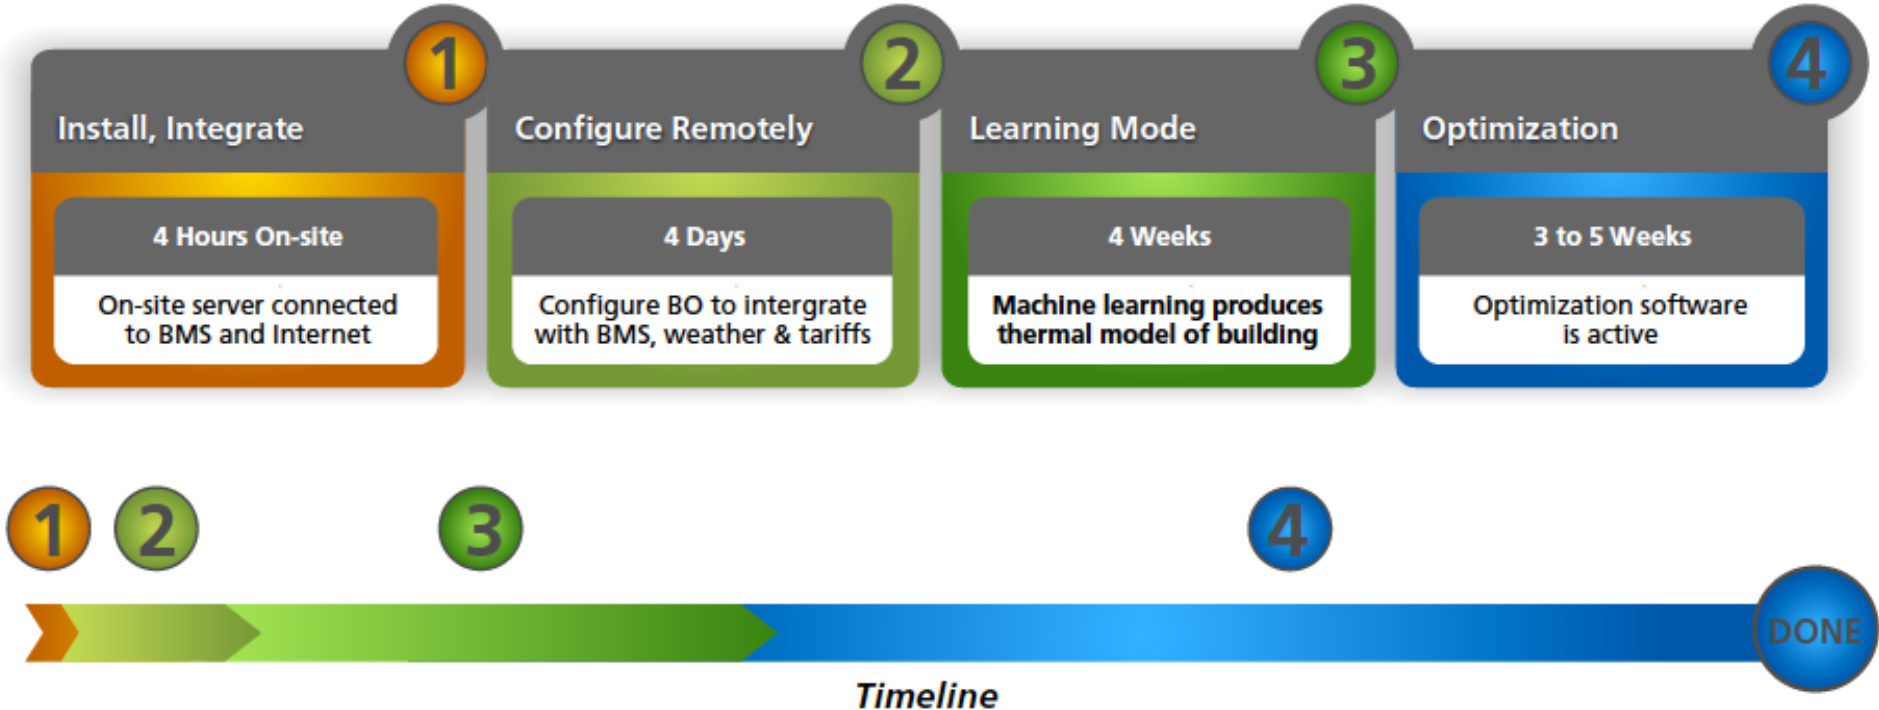 1
Install, Integrate
4 Hours On-site
On-site server connected
to BMS and Internet
2
Configure Remotely
4 Days
Configure BO to intergrate
with BMS, weather & tariffs
3
Learning Mode
4 Weeks
Machine learning produces
thermal model of building
4
Optimization
3 to 5 Weeks
Optimization software
is active
1
2
3
4
DONE
Timeline